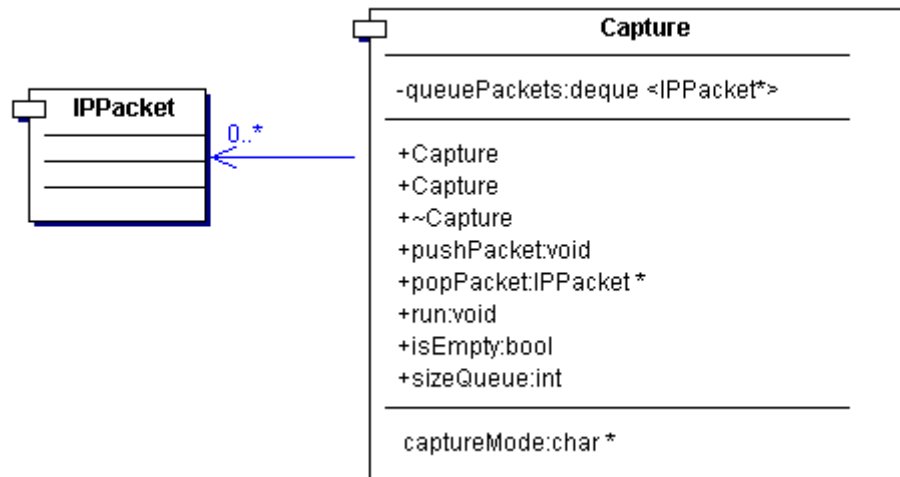 Capture
-queuePackets:deque <IPPacket*>
IPPacket
0..*
+Capture
+Capture
+~Capture
+pushPacket:void
+popPacket:IPPacket *
+run:void
+isEmpty:bool
+sizeQueue:int
captureMode:char *